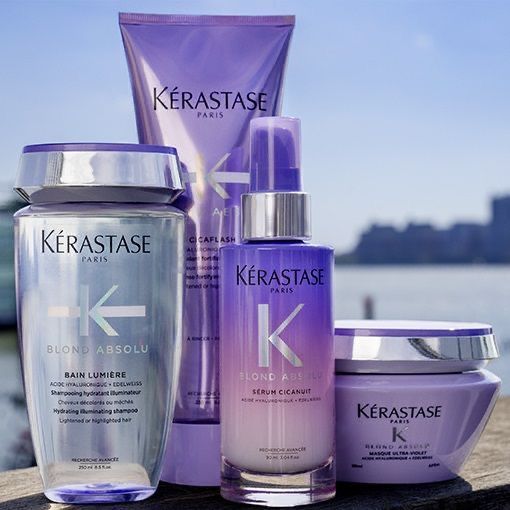 KÉRASTASE
PARIS
K
CICAFLASH
KÉRASTASE
PARIS
K
BLOND ABSOLU
BAIN LUMIÈRE
ACIDE HYALURONIQUE + EDELWEISS
Shampooing hydratant illuminateur
Cheveux décolorés ou méchés
Hydrating illuminating shampoo
Lightened or highlighted hair
RECHERCHE AVANCÉE
250 ml 8.5 fl.oz
KÉRASTASE
PARIS
K
BLOND ABSOLU
SÉRUM CICANUIT
ACIDE HYALURONIQUE + EDELWEISS
RECHERCHE AVANCÉE
90 ml 3.04 fl.oz
KÉRASTASE
PARIS
K
BLOND ABSOLU
MASQUE ULTRA-VIOLET
ACIDE HYALURONIQUE + EDELWEISS